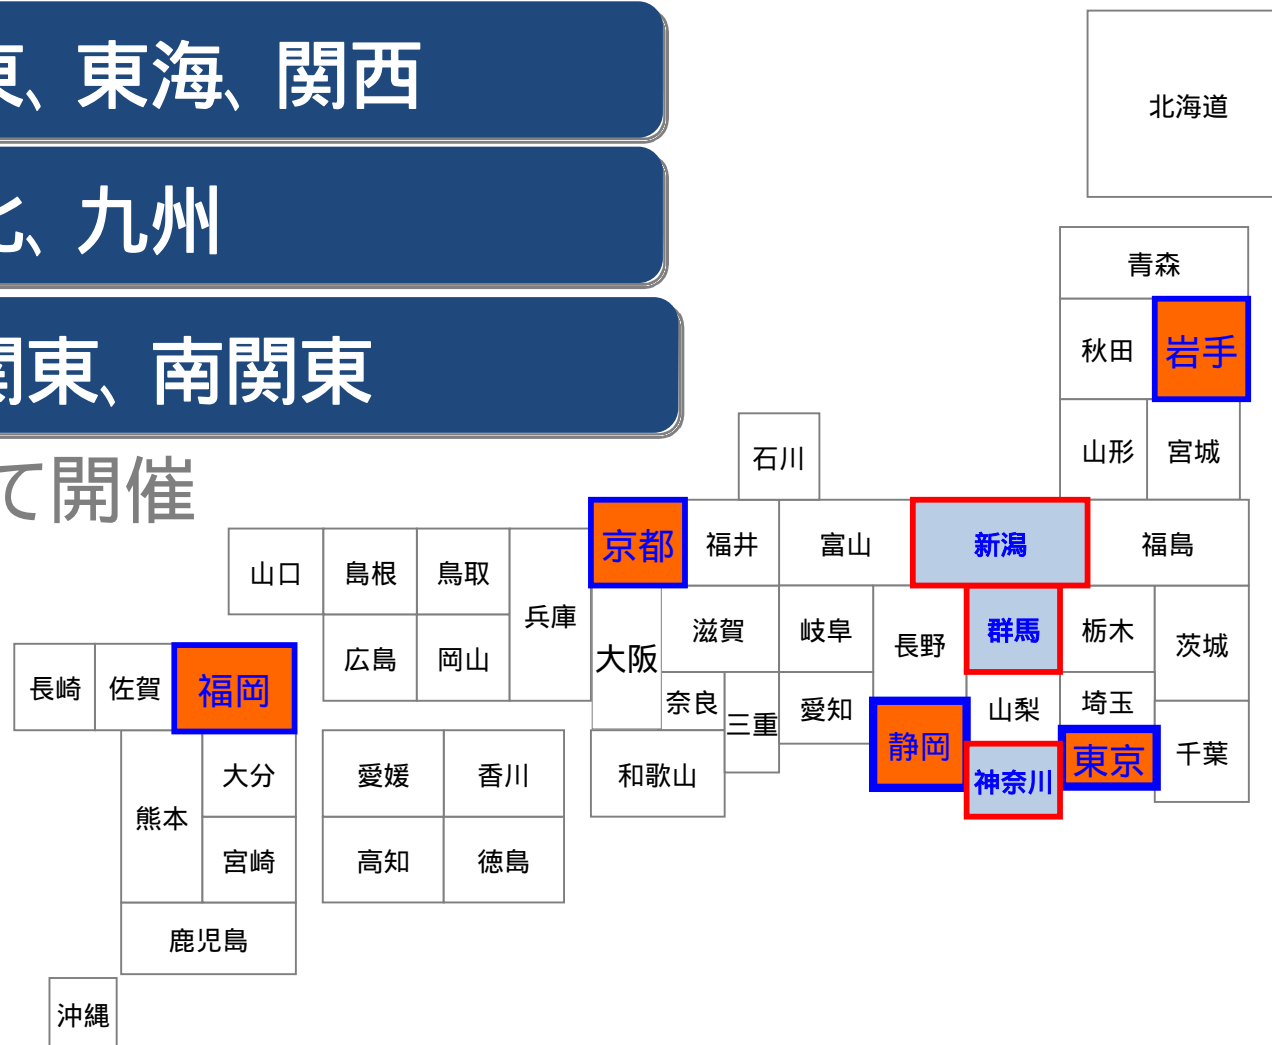 東、東海、関西
北、九州
関東、南関東
て開催
北海道
青森
秋田
岩手
山形
宮城
石川
京都
福井
富山
新潟
福島
山口
島根
鳥取
兵庫
滋賀
岐阜
長野
群馬
栃木
茨城
広島
岡山
大阪
長崎
佐賀
福岡
奈良
三重
愛知
山梨
埼玉
静岡
神奈川
東京
千葉
大分
愛媛
香川
和歌山
熊本
宮崎
高知
徳島
鹿児島
沖縄